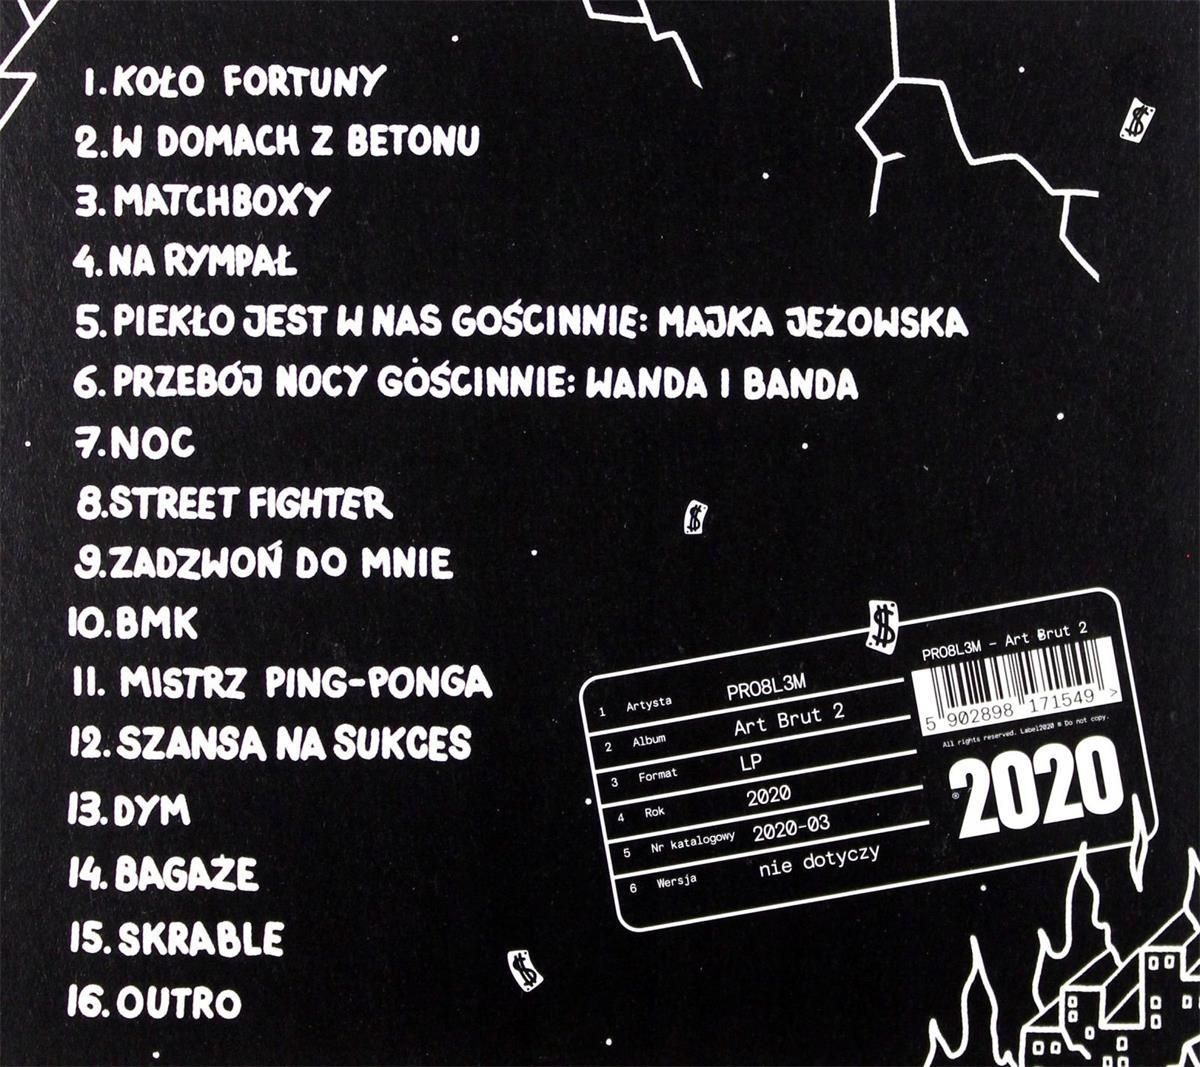 1. KOŁO FORTUNY
2. W DOMACH Z BETONU
3. MATCHBOXY
4. NA RYMPAŁ
5. PIEKŁO JEST W NAS GOŚCINNIE: MAJKA JEŻOWSKA
6. PRZEBÓJ NOCY GOŚCINNIE: WANDA I BANDA
7. NOC
8. STREET FIGHTER
9. ZADZWOŃ DO MNIE
10. BMK
11. MISTRZ PING-PONGA
12. SZANSA NA SUKCES
13. DYM
14. BAGAŻE
15. SKRABLE
16. OUTRO
1 Artysta PRO8L3M
2 Album Art Brut 2
3 Format LP
4 Rok 2020
5 Nr katalogowy 2020-03
6 Wersja nie dotyczy
PRO8L3M - Art Brut 2
5 902898 171549 >
All rights reserved. Label2020 ® Do not copy.
®2020
$
$
$
$